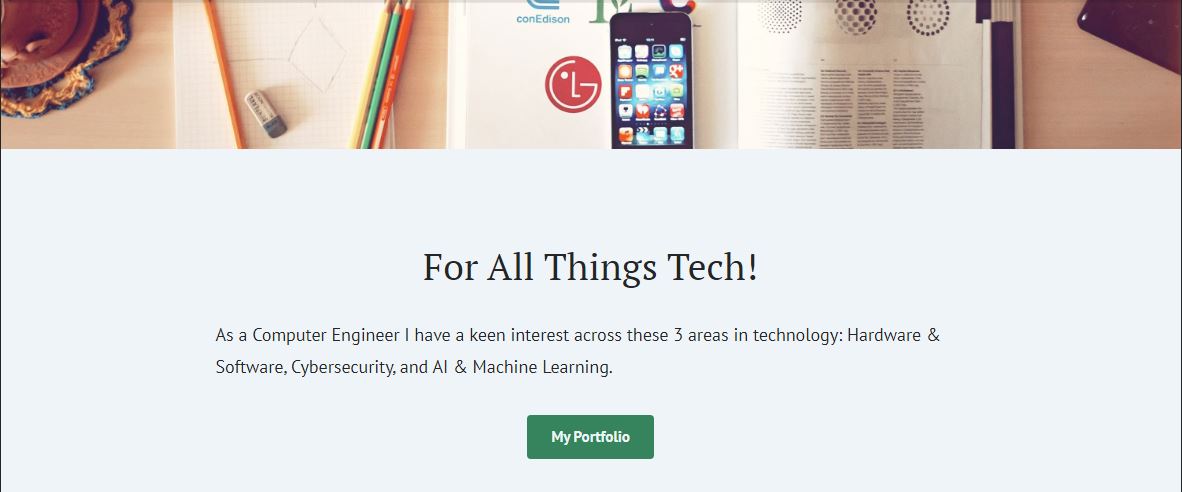 conEdison
LG
For All Things Tech!
As a Computer Engineer I have a keen interest across these 3 areas in technology: Hardware &
Software, Cybersecurity, and AI & Machine Learning.
My Portfolio